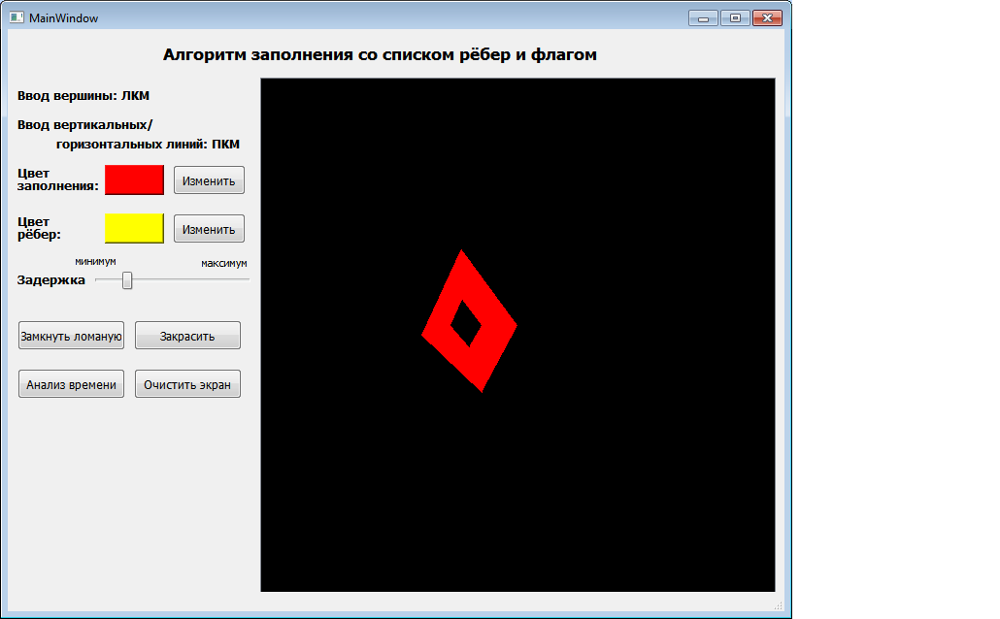 MainWindow
Алгоритм заполнения со списком рёбер и флагом
Ввод вершины: ЛКМ
Ввод вертикальных/
горизонтальных линий: ПКМ
Цвет
заполнения:
Изменить
Цвет
рёбер:
Изменить
минимум
максимум
Задержка
Замкнуть ломаную
Закрасить
Анализ времени
Очистить экран